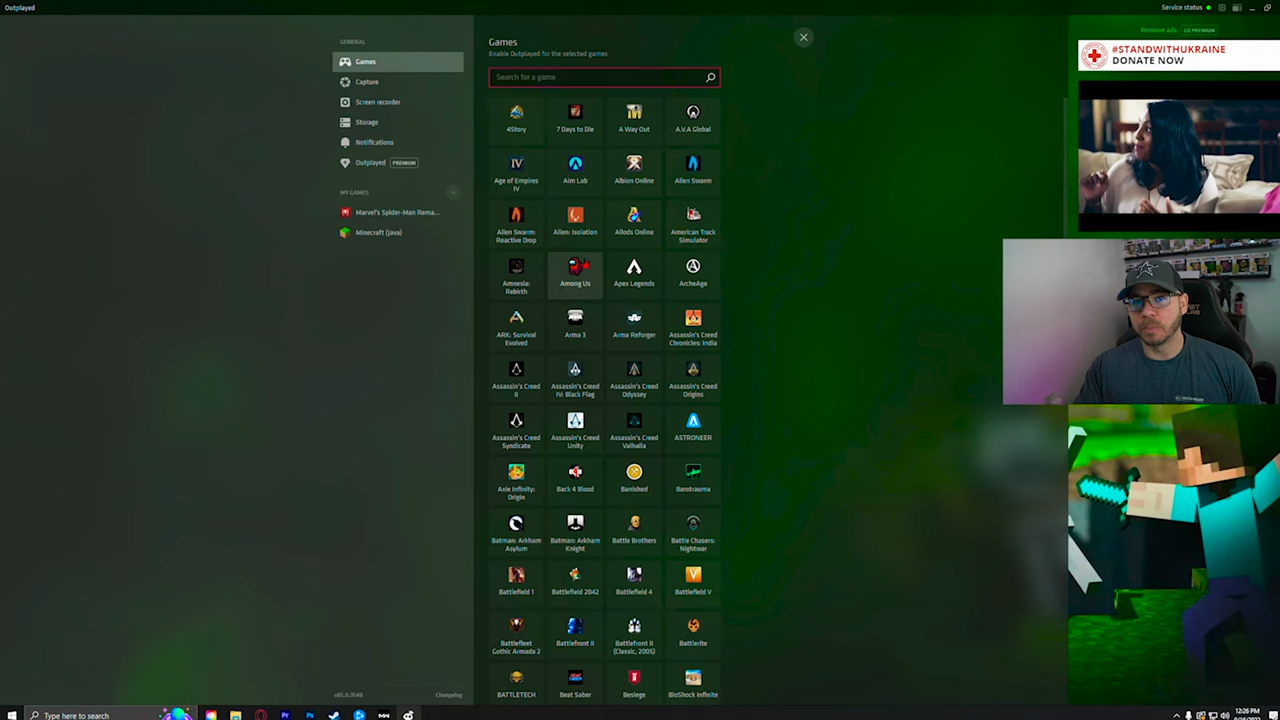 Outplayed
Service status
GENERAL
Games
Capture
Screen recorder
Storage
Notifications
Outplayed PREMIUM
MY GAMES
Marvel's Spider-Man Rema...
Minecraft (Java)
v85.0.1548
Changelog
Games
Enable Outplayed for the selected games
Search for a game
4Story
7 Days to Die
A Way Out
A.V.A Global
Age of Empires
IV
Aim Lab
Albion Online
Alien Swarm
Alien Swarm:
Reactive Drop
Alien: Isolation
Allods Online
American Truck
Simulator
Amnesia:
Rebirth
Among Us
Apex Legends
ArcheAge
ARK: Survival
Evolved
Arma 3
Arma Reforger
Assassin's Creed
Chronicles: India
Assassin's Creed
II
Assassin's Creed
IV: Black Flag
Assassin's Creed
Odyssey
Assassin's Creed
Origins
Assassin's Creed
Syndicate
Assassin's Creed
Unity
Assassin's Creed
Valhalla
ASTRONEER
Axie Infinity:
Origin
Back 4 Blood
Banished
Barotrauma
Batman: Arkham
Asylum
Batman: Arkham
Knight
Battle Brothers
Battle Chasers:
Nightwar
Battlefield 1
Battlefield 2042
Battlefield 4
Battlefield V
Battlefleet
Gothic Armada 2
Battlefront II
Battlefront II
(Classic, 2005)
Battlerite
BATTLETECH
Beat Saber
Besiege
BioShock Infinite
Remove ads. GO PREMIUM
#STANDWITHUKRAINE
DONATE NOW
Type here to search
12:26 PM